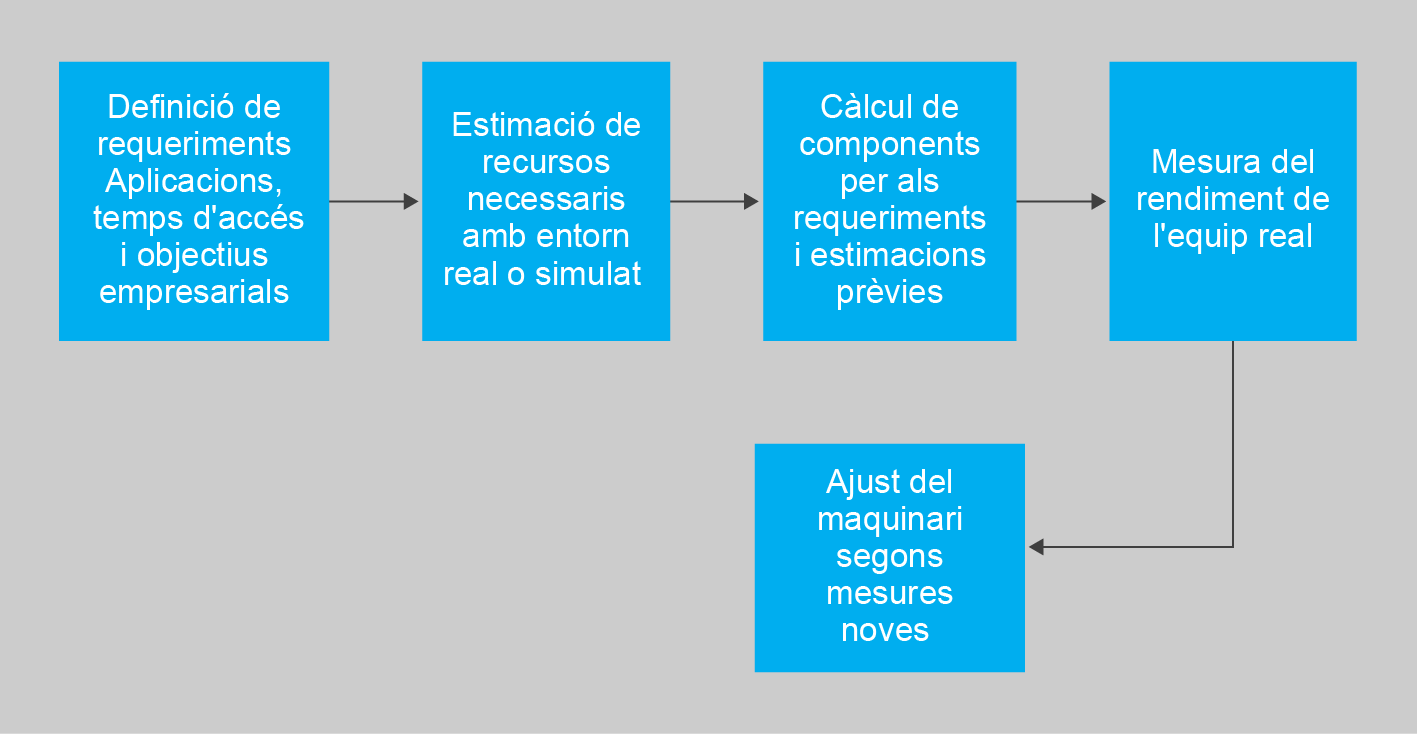 Definició de
requeriments
Aplicacions,
temps d'accés
i objectius
empresarials
Estimació de
recursos
necessaris
amb entorn
real o simulat
Càlcul de
components
per als
requeriments
i estimacions
prèvies
Mesura del
rendiment de
l'equip real
Ajust del
maquinari
segons
mesures
noves